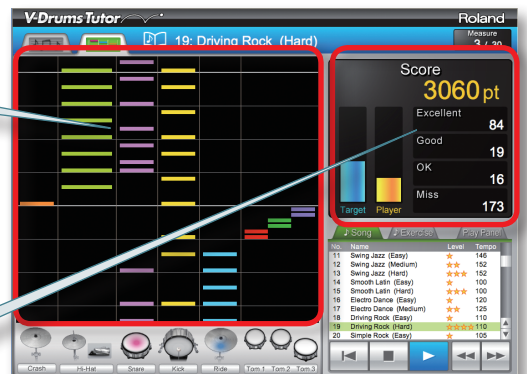 V-Drums Tutor
Roland
19: Driving Rock (Hard)
Measure
3 / 20
Score
3060 pt
Excellent
84
Good
19
OK
16
Miss
173
Target Player
Song Exercise Play Panel
No. Name Level Tempo
11 Swing Jazz (Easy) 146
12 Swing Jazz (Medium) 152
13 Swing Jazz (Hard) 152
14 Smooth Latin (Easy) 100
15 Smooth Latin (Hard) 100
16 Electro Dance (Easy) 120
17 Electro Dance (Medium) 125
18 Driving Rock (Easy) 110
19 Driving Rock (Hard) 110
20 Simple Rock (Easy) 105
Crash Hi-Hat Snare Kick Ride Tom 1 Tom 2 Tom 3